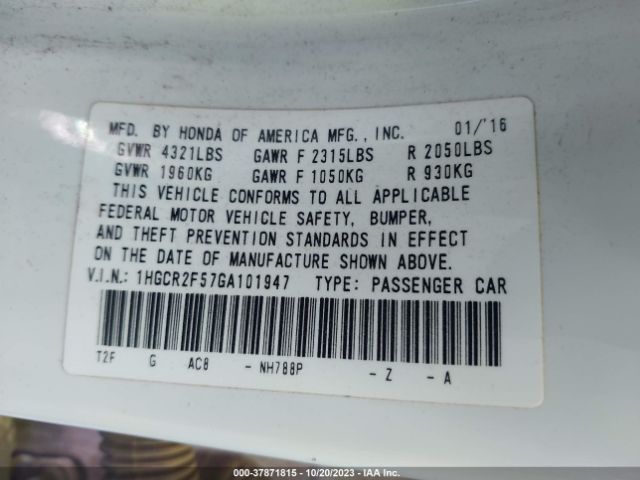 MFD. BY HONDA OF AMERICA MFG., INC. 01/'16
GVWR 4321LBS GAWR F 2315LBS R 2050LBS
GVWR 1960KG GAWR F 1050KG R 930KG
THIS VEHICLE CONFORMS TO ALL APPLICABLE
FEDERAL MOTOR VEHICLE SAFETY, BUMPER,
AND THEFT PREVENTION STANDARDS IN EFFECT
ON THE DATE OF MANUFACTURE SHOWN ABOVE.
V.I.N.: 1HGCR2F57GA101947 TYPE: PASSENGER CAR
T2F G AC8 - NH788P - Z - A
000-37871815 - 10/20/2023 - IAA Inc.